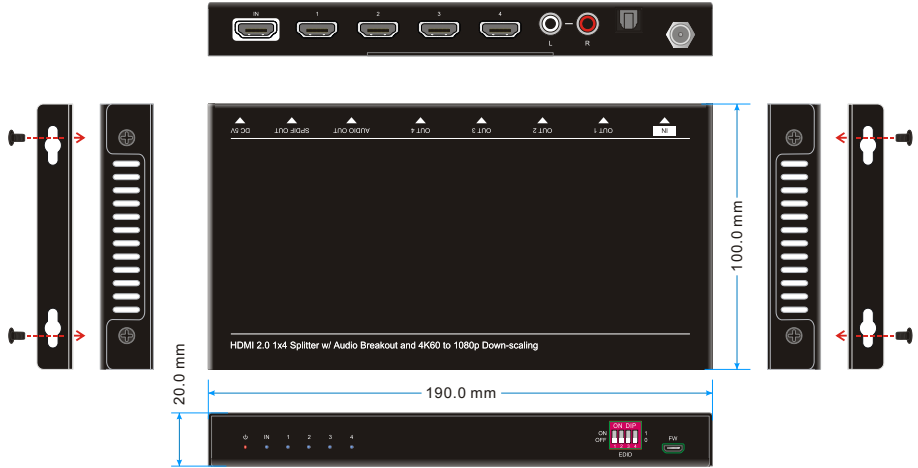 IN 1 2 3 4
L R
DC 5V SPDIF OUT AUDIO OUT OUT 4 OUT 3 OUT 2 OUT 1 IN
100.0 mm
HDMI 2.0 1x4 Splitter w/ Audio Breakout and 4K60 to 1080p Down-scaling
20.0 mm
190.0 mm
IN 1 2 3 4
ON DIP
ON 1
OFF 0
1 2 3 4
EDID
FW